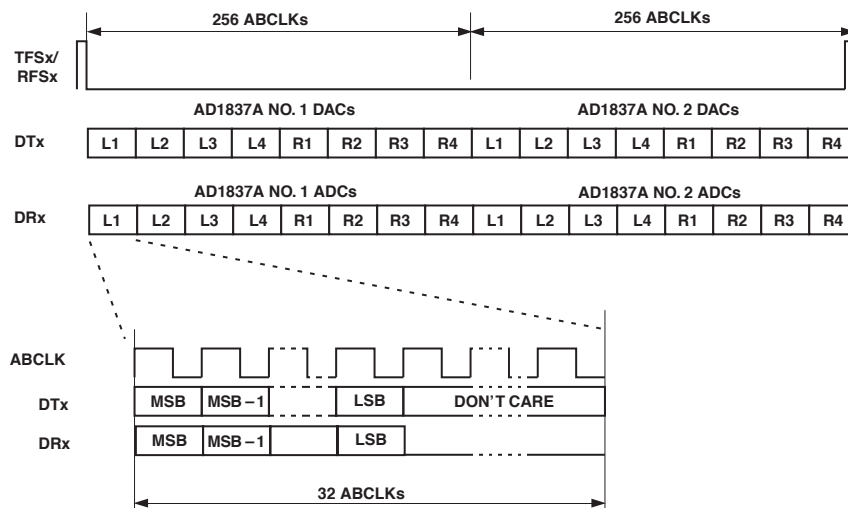 256 ABCLKs 256 ABCLKs
TFSx/
RFSx
AD1837A NO. 1 DACs AD1837A NO. 2 DACs
DTx L1 L2 L3 L4 R1 R2 R3 R4 L1 L2 L3 L4 R1 R2 R3 R4
AD1837A NO. 1 ADCs AD1837A NO. 2 ADCs
DRx L1 L2 L3 L4 R1 R2 R3 R4 L1 L2 L3 L4 R1 R2 R3 R4
ABCLK
DTx MSB MSB–1 LSB DON'T CARE
DRx MSB MSB–1 LSB
32 ABCLKs